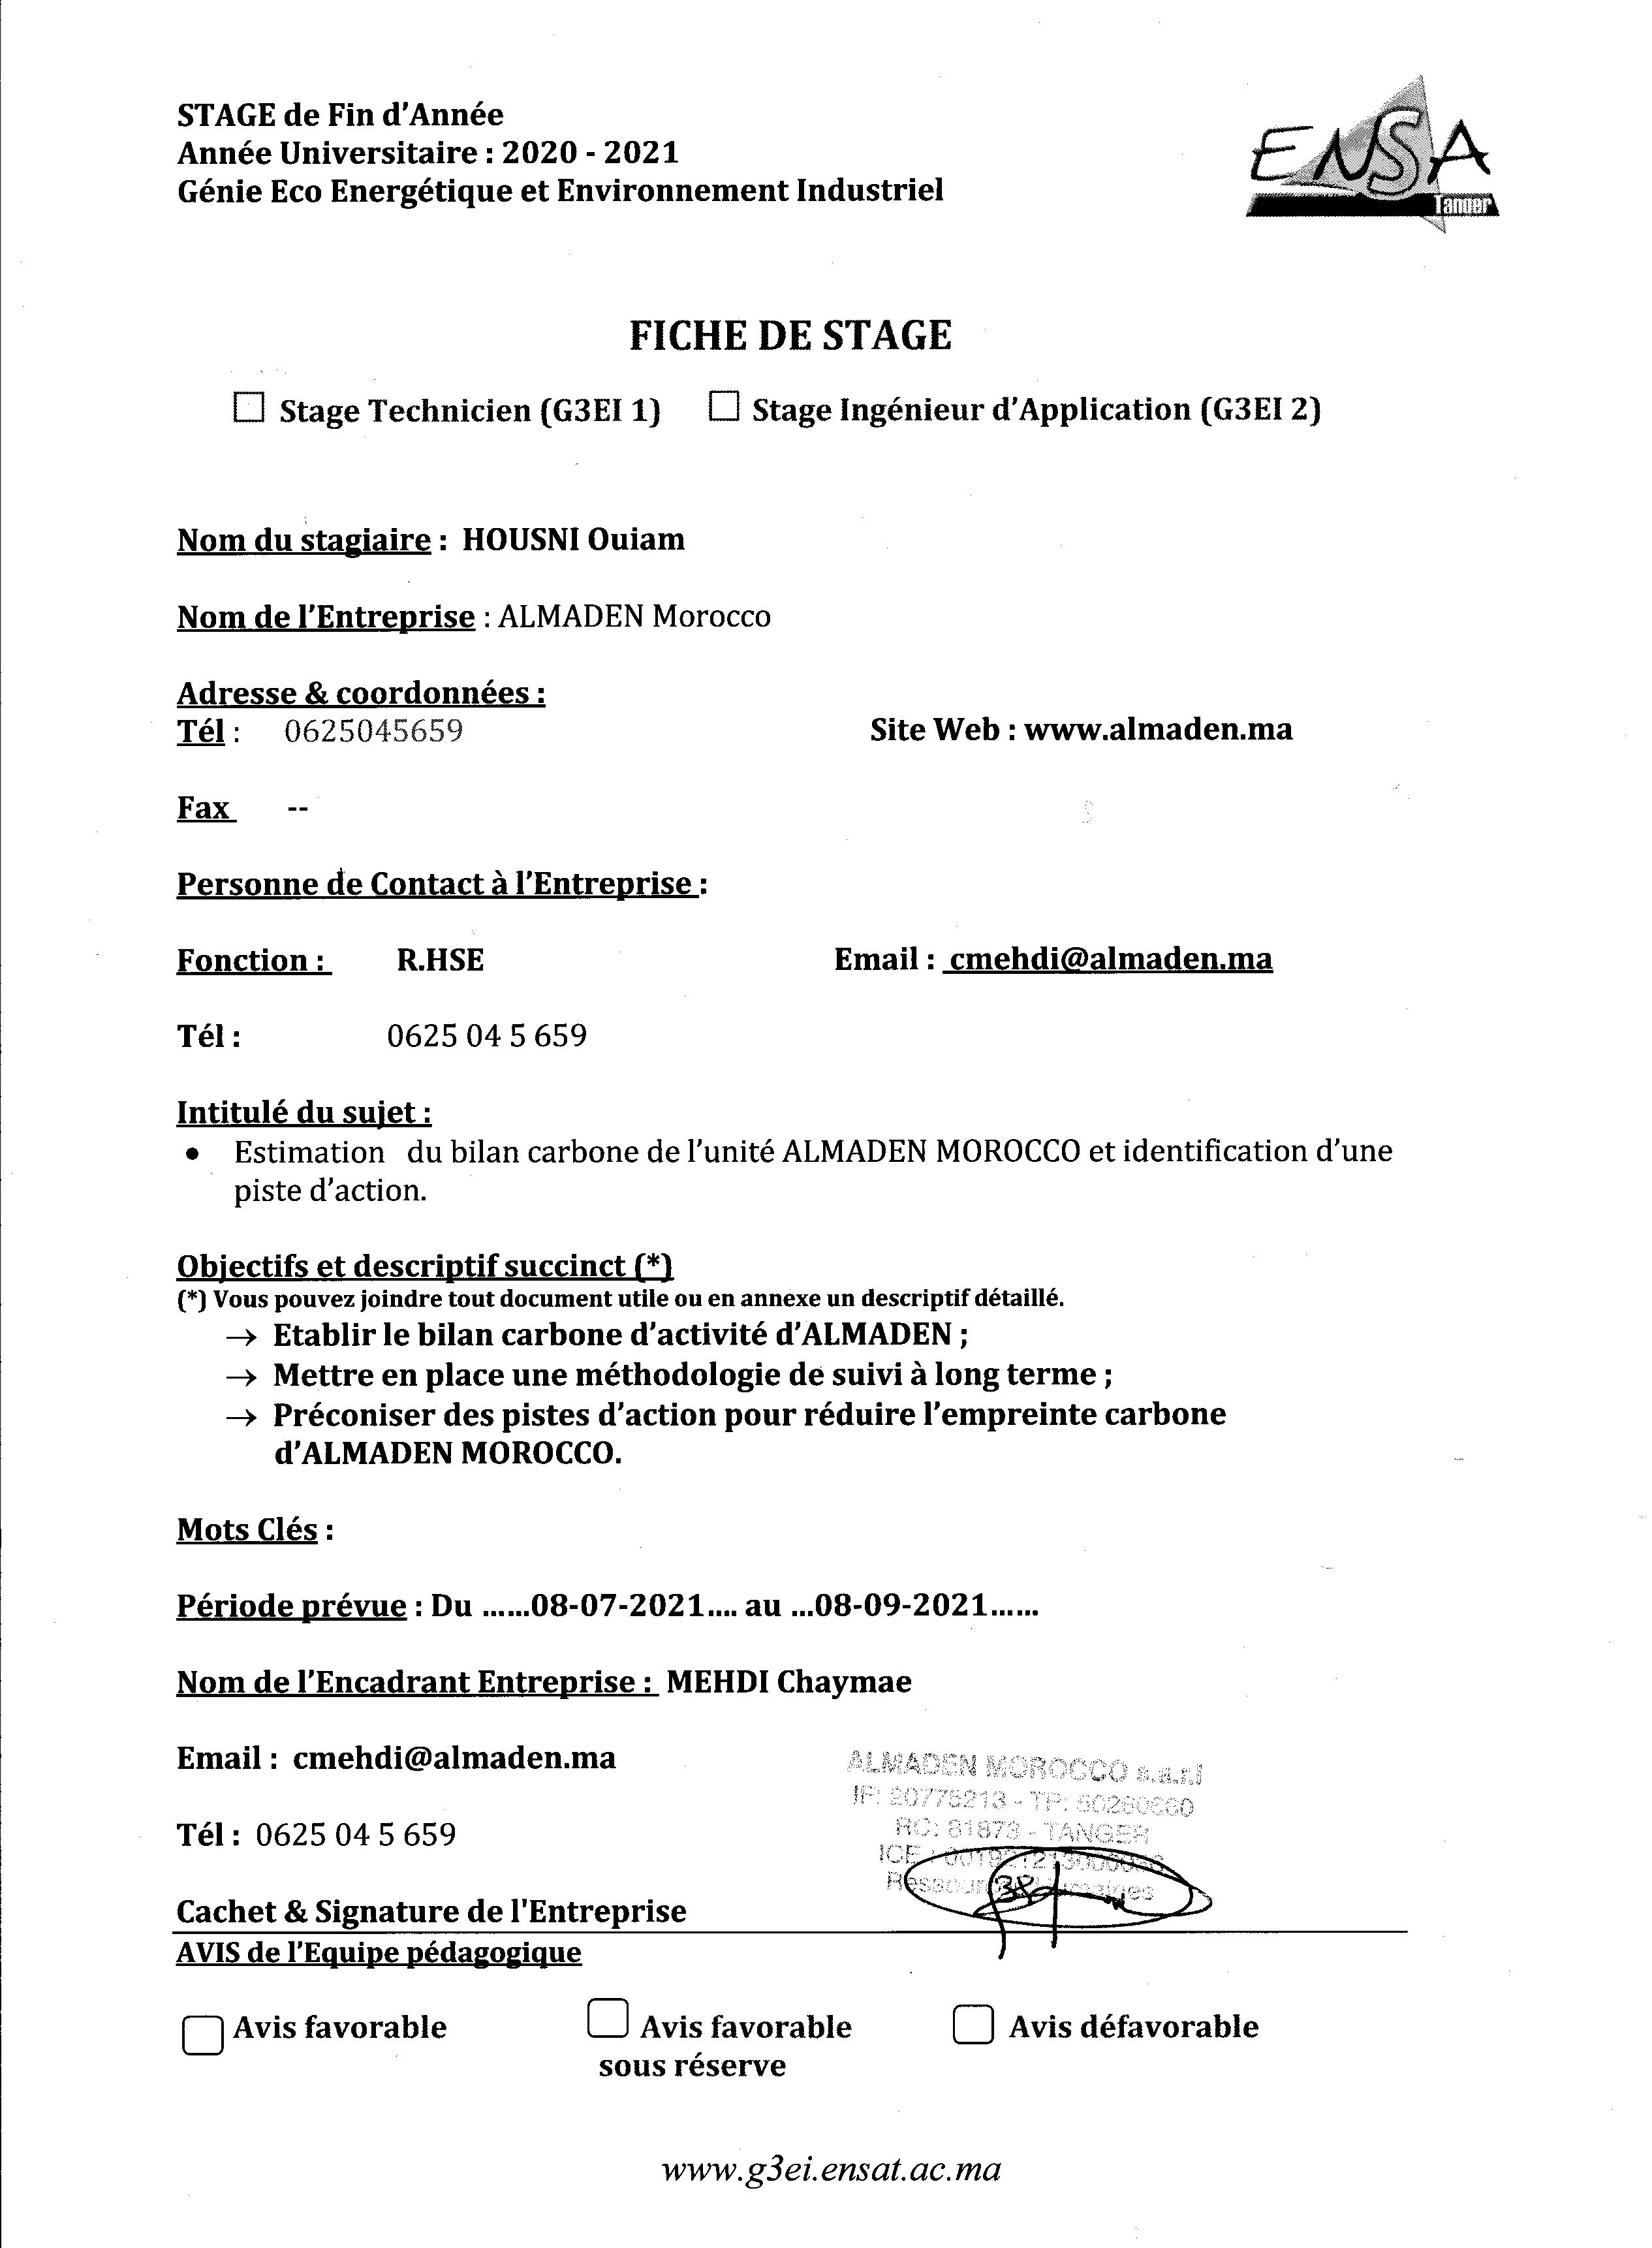 STAGE de Fin d'Année
Année Universitaire : 2020 - 2021
Génie Eco Energétique et Environnement Industriel
ENSA
Tanger
FICHE DE STAGE
☐ Stage Technicien (G3EI 1) ☐ Stage Ingénieur d'Application (G3EI 2)
Nom du stagiaire : HOUSNI Ouiam
Nom de l'Entreprise : ALMADEN Morocco
Adresse & coordonnées :
Tél : 0625045659 Site Web : www.almaden.ma
Fax --
Personne de Contact à l'Entreprise :
Fonction : R.HSE Email : cmehdi@almaden.ma
Tél : 0625 04 5 659
Intitulé du sujet :
• Estimation du bilan carbone de l'unité ALMADEN MOROCCO et identification d'une
piste d'action.
Objectifs et descriptif succinct (*)
(*) Vous pouvez joindre tout document utile ou en annexe un descriptif détaillé.
→ Etablir le bilan carbone d'activité d'ALMADEN ;
→ Mettre en place une méthodologie de suivi à long terme ;
→ Préconiser des pistes d'action pour réduire l'empreinte carbone
d'ALMADEN MOROCCO.
Mots Clés :
Période prévue : Du ......08-07-2021.... au ...08-09-2021......
Nom de l'Encadrant Entreprise : MEHDI Chaymae
Email : cmehdi@almaden.ma
ALMADEN MOROCCO s.a.r.l
IF: TP:
RC: 81873 - TANGER
Tél : 0625 04 5 659
ICE :
Cachet & Signature de l'Entreprise
AVIS de l'Equipe pédagogique
☐ Avis favorable ☐ Avis favorable ☐ Avis défavorable
sous réserve
www.g3ei.ensat.ac.ma